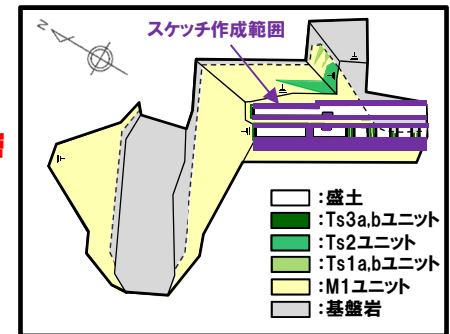 スケッチ作成範囲
N
:盛土
:Ts3a,bユニット
:Ts2ユニット
:Ts1a,bユニット
:M1ユニット
:基盤岩